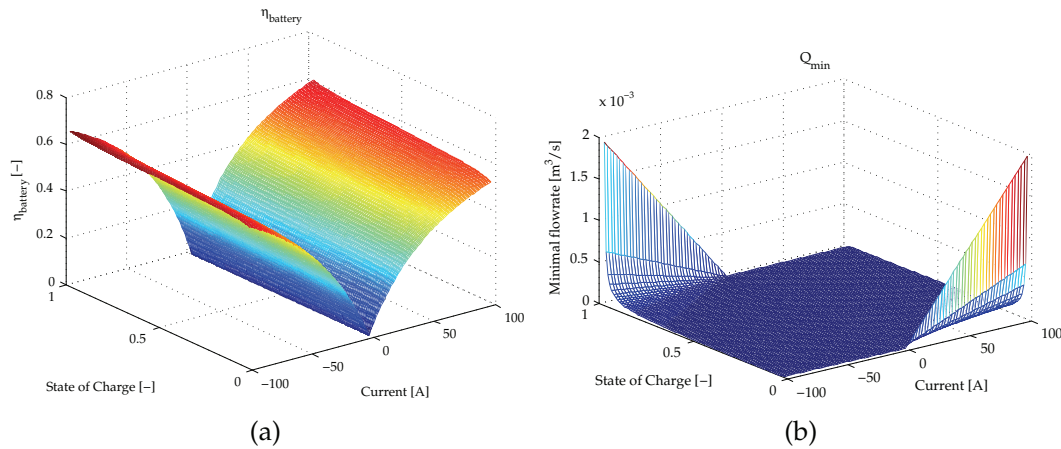 η_battery
0.8
0.6
0.4
0.2
0
η_battery [−]
1
0.5
0
State of Charge [−]
−100
−50
0
50
100
Current [A]
(a)
Q_min
x 10^−3
2
1.5
1
0.5
0
Minimal flowrate [m^3/s]
1
0.5
0
State of Charge [−]
−100
−50
0
50
100
Current [A]
(b)